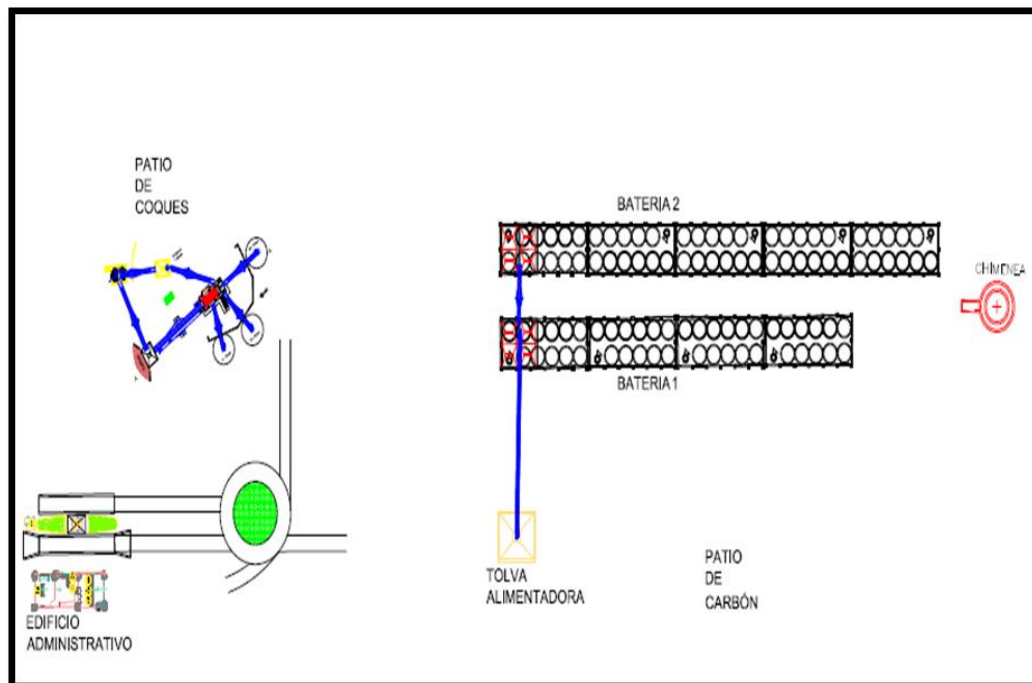 PATIO
DE
COQUES
BATERIA 2
CHIMENEA
BATERIA 1
TOLVA
ALIMENTADORA
PATIO
DE
CARBÓN
EDIFICIO
ADMINISTRATIVO